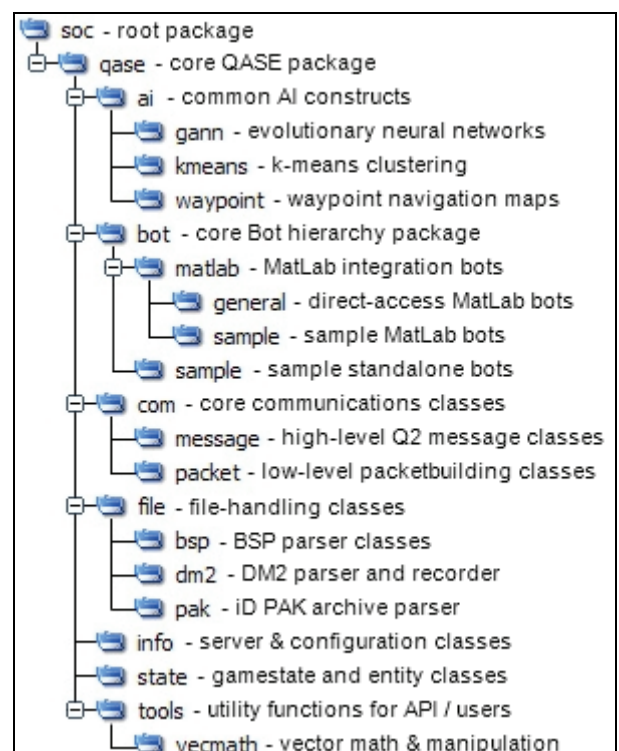 soc - root package
qase - core QASE package
ai - common AI constructs
gann - evolutionary neural networks
kmeans - k-means clustering
waypoint - waypoint navigation maps
bot - core Bot hierarchy package
matlab - MatLab integration bots
general - direct-access MatLab bots
sample - sample MatLab bots
sample - sample standalone bots
com - core communications classes
message - high-level Q2 message classes
packet - low-level packetbuilding classes
file - file-handling classes
bsp - BSP parser classes
dm2 - DM2 parser and recorder
pak - iD PAK archive parser
info - server & configuration classes
state - gamestate and entity classes
tools - utility functions for API / users
vecmath - vector math & manipulation